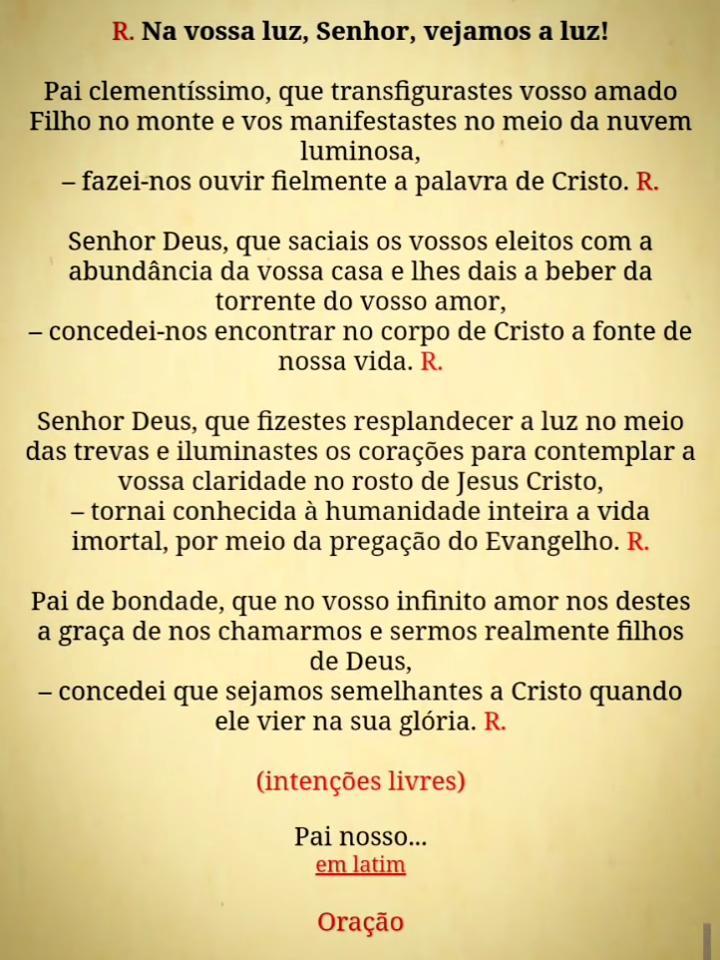 R. Na vossa luz, Senhor, vejamos a luz!
Pai clementíssimo, que transfigurastes vosso amado
Filho no monte e vos manifestastes no meio da nuvem
luminosa,
– fazei-nos ouvir fielmente a palavra de Cristo. R.
Senhor Deus, que saciais os vossos eleitos com a
abundância da vossa casa e lhes dais a beber da
torrente do vosso amor,
– concedei-nos encontrar no corpo de Cristo a fonte de
nossa vida. R.
Senhor Deus, que fizestes resplandecer a luz no meio
das trevas e iluminastes os corações para contemplar a
vossa claridade no rosto de Jesus Cristo,
– tornai conhecida à humanidade inteira a vida
imortal, por meio da pregação do Evangelho. R.
Pai de bondade, que no vosso infinito amor nos destes
a graça de nos chamarmos e sermos realmente filhos
de Deus,
– concedei que sejamos semelhantes a Cristo quando
ele vier na sua glória. R.
(intenções livres)
Pai nosso...
em latim
Oração